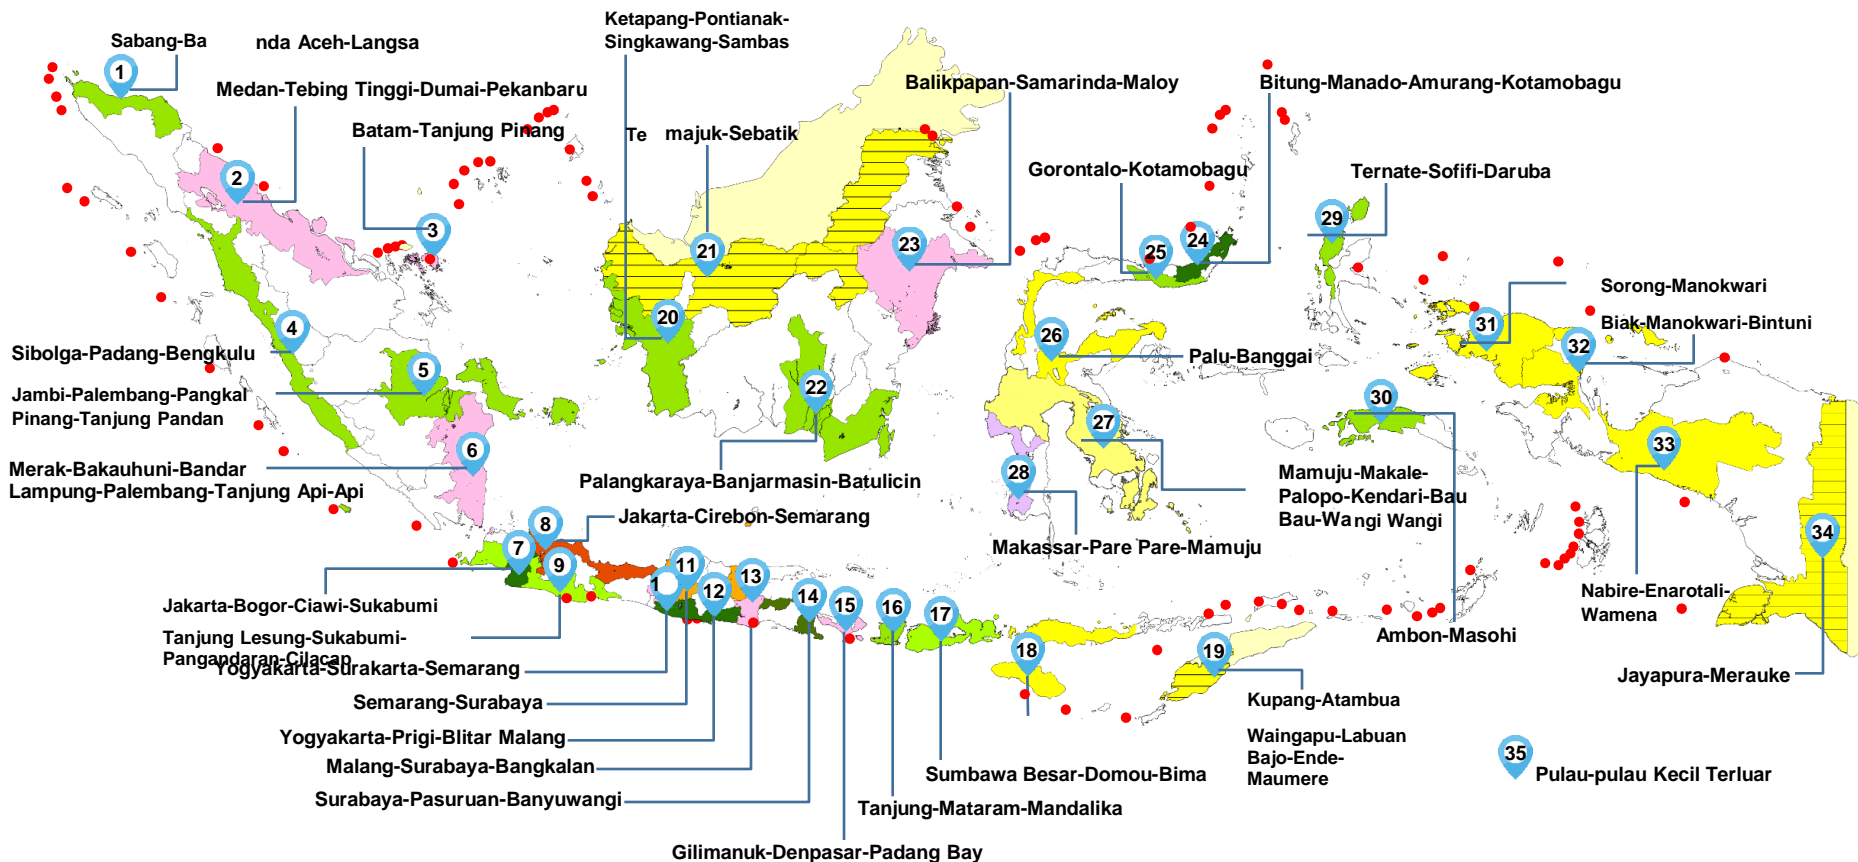 Sabang-Ba nda Aceh-Langsa
Medan-Tebing Tinggi-Dumai-Pekanbaru
Batam-Tanjung Pinang
Ketapang-Pontianak-
Singkawang-Sambas
Te majuk-Sebatik
Balikpapan-Samarinda-Maloy
Bitung-Manado-Amurang-Kotamobagu
Gorontalo-Kotamobagu
Ternate-Sofifi-Daruba
Sorong-Manokwari
Biak-Manokwari-Bintuni
Sibolga-Padang-Bengkulu
Jambi-Palembang-Pangkal
Pinang-Tanjung Pandan
Merak-Bakauhuni-Bandar
Lampung-Palembang-Tanjung Api-Api
Palu-Banggai
Palangkaraya-Banjarmasin-Batulicin
Jakarta-Cirebon-Semarang
Makassar-Pare Pare-Mamuju
Mamuju-Makale-
Palopo-Kendari-Bau
Bau-Wa ngi Wangi
Jakarta-Bogor-Ciawi-Sukabumi
Tanjung Lesung-Sukabumi-
Pangandaran-Cilacap
Yogyakarta-Surakarta-Semarang
Semarang-Surabaya
Yogyakarta-Prigi-Blitar Malang
Malang-Surabaya-Bangkalan
Surabaya-Pasuruan-Banyuwangi
Gilimanuk-Denpasar-Padang Bay
Tanjung-Mataram-Mandalika
Sumbawa Besar-Domou-Bima
Kupang-Atambua
Waingapu-Labuan
Bajo-Ende-
Maumere
Ambon-Masohi
Nabire-Enarotali-
Wamena
Jayapura-Merauke
Pulau-pulau Kecil Terluar
1
2
3
4
5
6
7
8
9
1
11
12
13
14
15
16
17
18
19
20
21
22
23
24
25
26
27
28
29
30
31
32
33
34
35